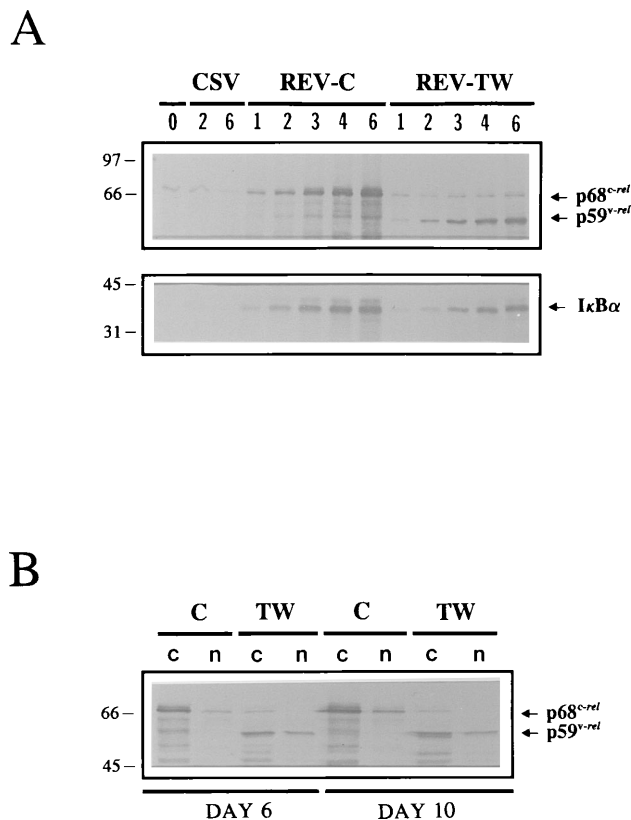 A
CSV REV-C REV-TW
0 2 6 1 2 3 4 6 1 2 3 4 6
97
66
p68c-rel
p59v-rel
45
31
IκBα
B
C TW C TW
c n c n c n c n
66
45
p68c-rel
p59v-rel
DAY 6 DAY 10